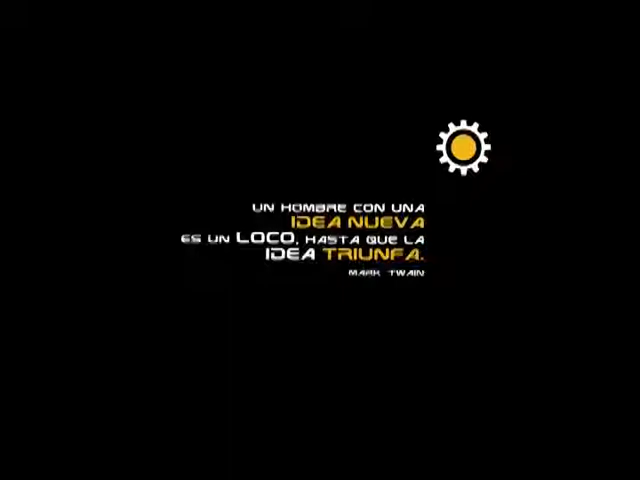 UN HOMBRE CON UNA
IDEA NUEVA
ES UN LOCO, HASTA QUE LA
IDEA TRIUNFA.
MARK TWAIN